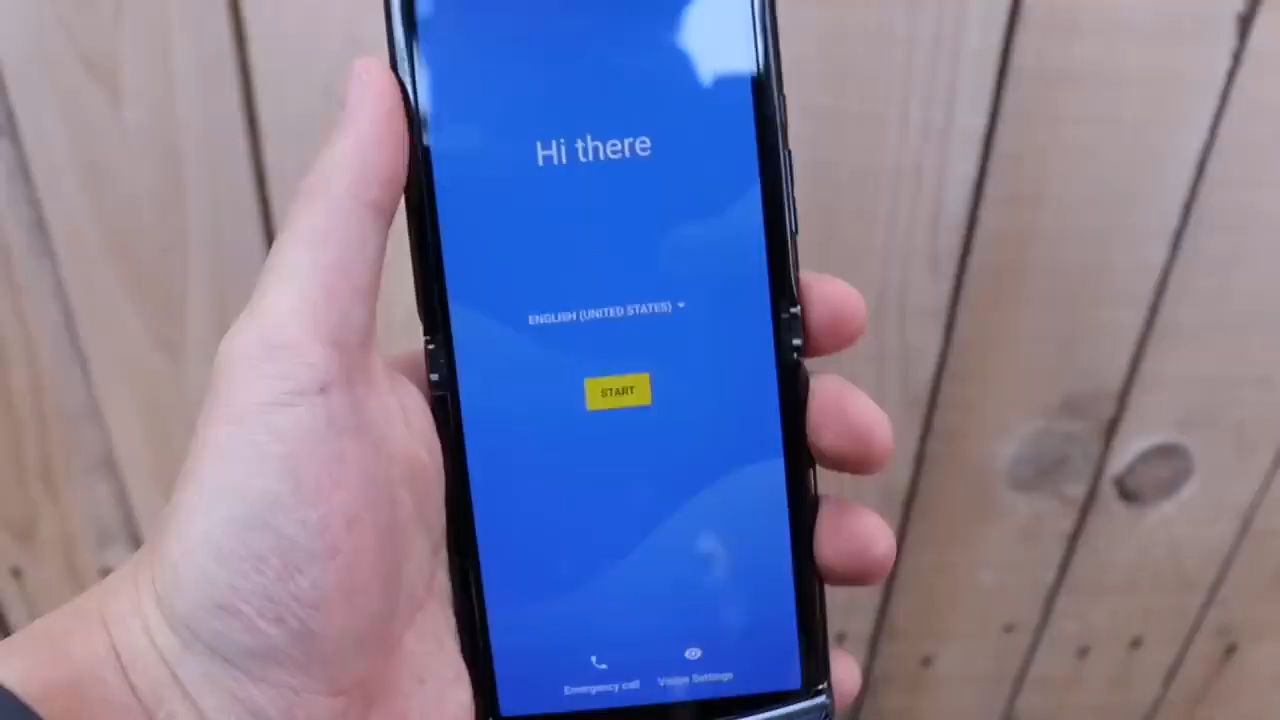 Hi there
ENGLISH (UNITED STATES)
START
Emergency call
Vision Settings